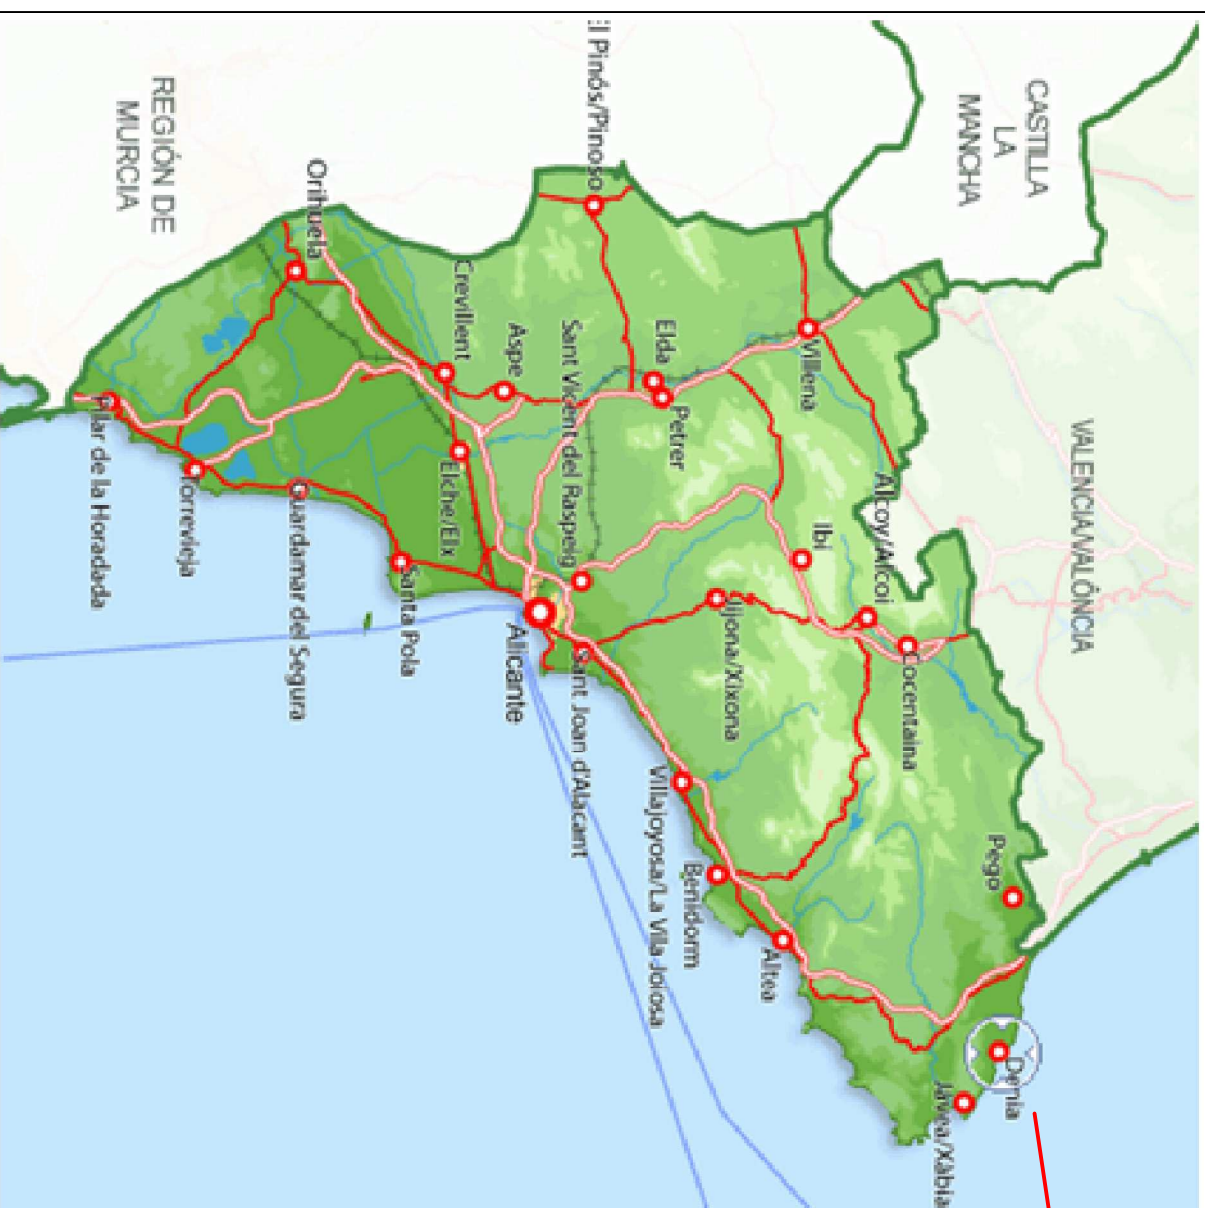 VALENCIA/VALÓNCIA
CASTILLA
LA
MANCHA
Denia
Pego
Jávea/Xàbia
Cocentaina
Alcoy/Alcoi
Ibi
Villena
Altea
Jijona/Xixona
Benidorm
Petrer
Elda
Villajoyosa/La Vila Joiosa
El Pinós/Pinoso
Sant Joan d'Alacant
Sant Vicent del Raspeig
Aspe
Alicante
Crevillent
Elche/Elx
Santa Pola
Orihuela
Guardamar del Segura
Torrevieja
REGIÓN DE
MURCIA
Pilar de la Horadada